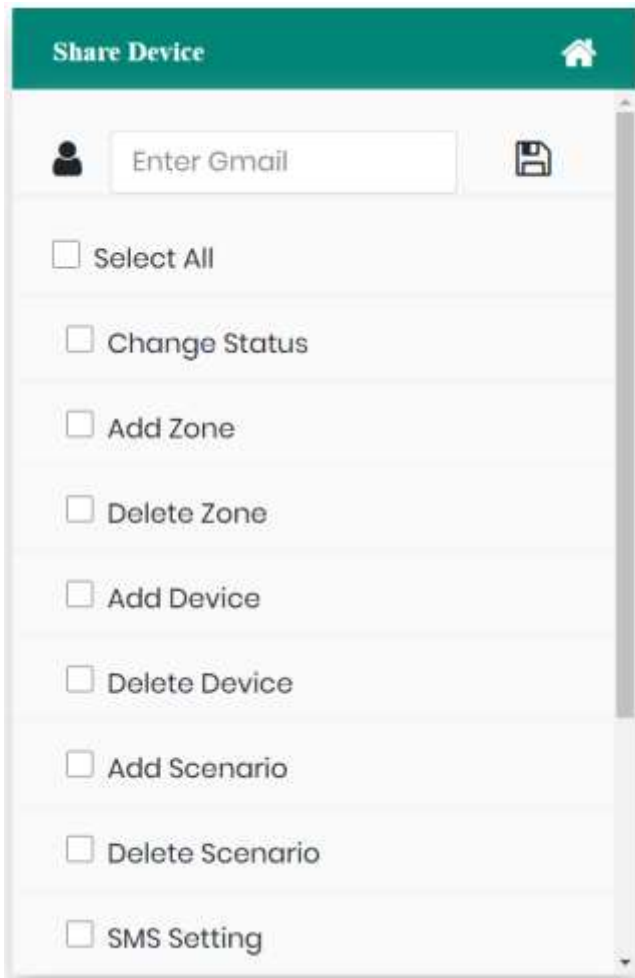 Share Device
Enter Gmail
Select All
Change Status
Add Zone
Delete Zone
Add Device
Delete Device
Add Scenario
Delete Scenario
SMS Setting